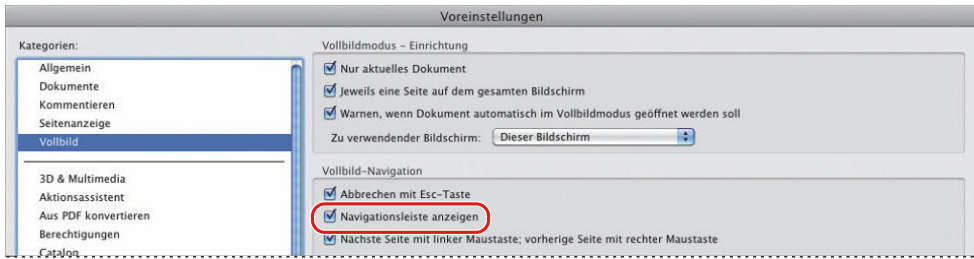 Voreinstellungen
Kategorien:
Allgemein
Dokumente
Kommentieren
Seitenanzeige
Vollbild
3D & Multimedia
Aktionsassistent
Aus PDF konvertieren
Berechtigungen
Catalog
Vollbildmodus – Einrichtung
Nur aktuelles Dokument
Jeweils eine Seite auf dem gesamten Bildschirm
Warnen, wenn Dokument automatisch im Vollbildmodus geöffnet werden soll
Zu verwendender Bildschirm: Dieser Bildschirm
Vollbild-Navigation
Abbrechen mit Esc-Taste
Navigationsleiste anzeigen
Nächste Seite mit linker Maustaste; vorherige Seite mit rechter Maustaste